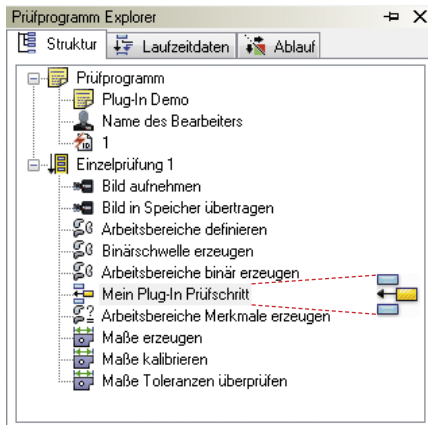 Prüfprogramm Explorer
Struktur Laufzeitdaten Ablauf
Prüfprogramm
Plug-In Demo
Name des Bearbeiters
ID 1
Einzelprüfung 1
Bild aufnehmen
Bild in Speicher übertragen
Arbeitsbereiche definieren
Binärschwelle erzeugen
Arbeitsbereiche binär erzeugen
Mein Plug-In Prüfschritt
Arbeitsbereiche Merkmale erzeugen
Maße erzeugen
Maße kalibrieren
Maße Toleranzen überprüfen